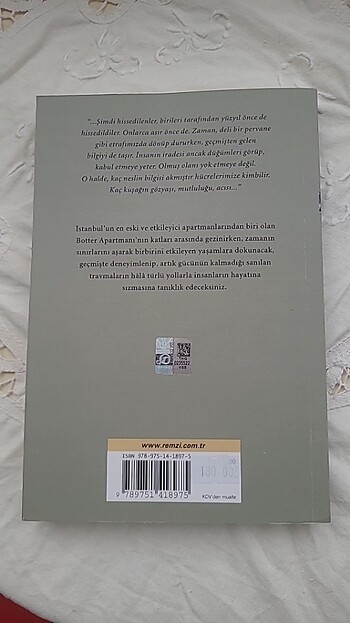 "...Şimdi hissedilenler, birileri tarafından yüzyıl önce de
hissedildiler. Onlarca asır önce de. Zaman, deli bir pervane
gibi etrafımızda dönüp dururken, geçmişten gelen
bilgiyi de taşır. İnsanın iradesi ancak düğümleri görüp,
kabul etmeye yeter. Olmuş olanı yok etmeye değil.
O halde, kaç neslin bilgisi akmıştır hücrelerimize kimbilir.
Kaç kuşağın gözyaşı, mutluluğu, acısı..."
İstanbul'un en eski ve etkileyici apartmanlarından biri olan
Botter Apartmanı'nın katları arasında gezinirken, zamanın
sınırlarını aşarak birbirini etkileyen yaşamlara dokunacak,
geçmişte deneyimlenip, artık gücünün kalmadığı sanılan
travmaların hâlâ türlü yollarla insanların hayatına
sızmasına tanıklık edeceksiniz.
0235522
www.remzi.com.tr
ISBN 978-975-14-1897-5
9 789751 418975
KDV'den muaftır